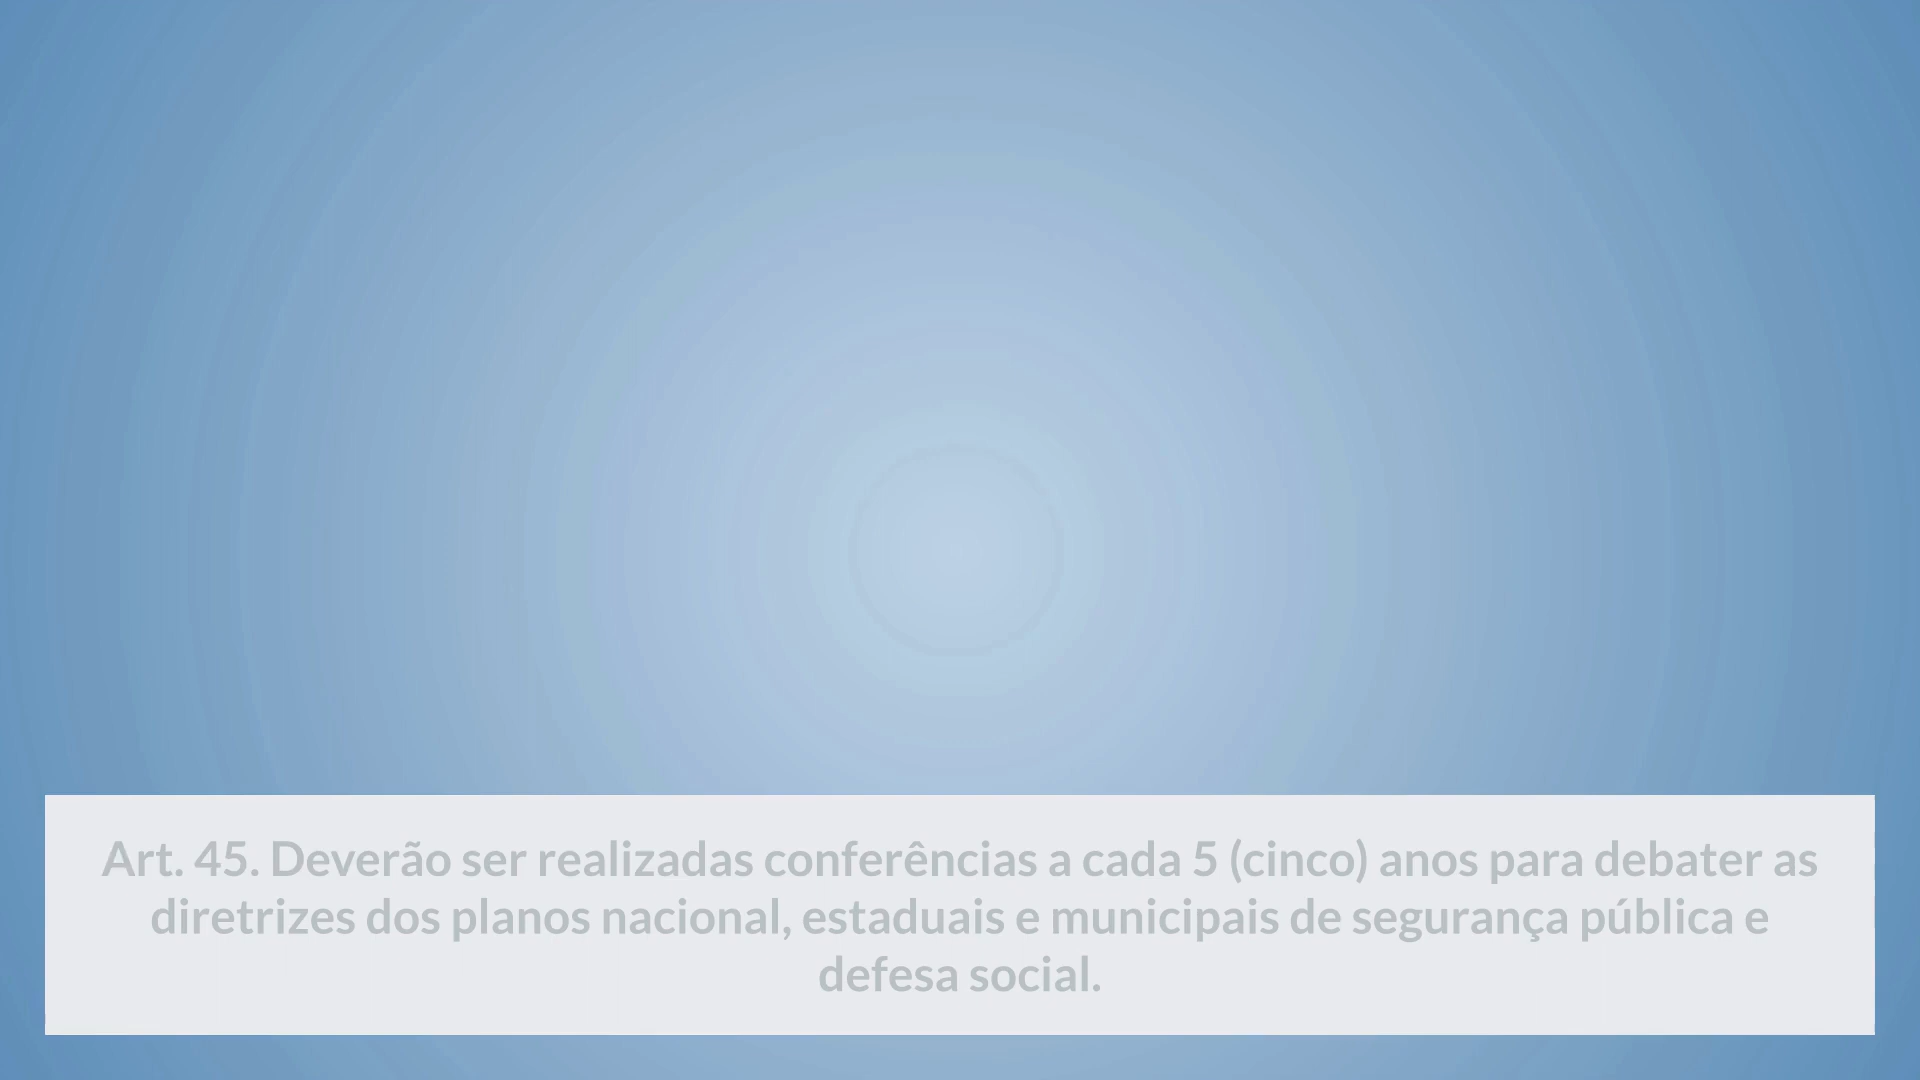 Art. 45. Deverão ser realizadas conferências a cada 5 (cinco) anos para debater as
diretrizes dos planos nacional, estaduais e municipais de segurança pública e
defesa social.